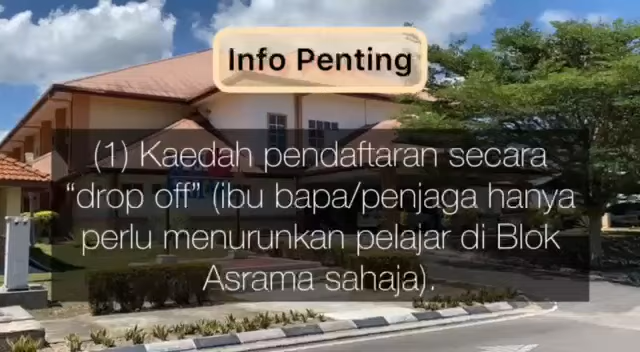 Info Penting
(1) Kaedah pendaftaran secara
“drop off” (ibu bapa/penjaga hanya
perlu menurunkan pelajar di Blok
Asrama sahaja).